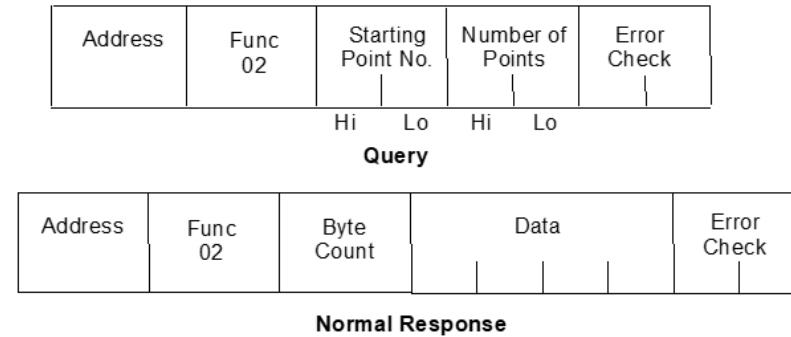 Address Func Starting Number of Error
02 Point No. Points Check
Hi Lo Hi Lo
Query
Address Func Byte Data Error
02 Count Check
Normal Response